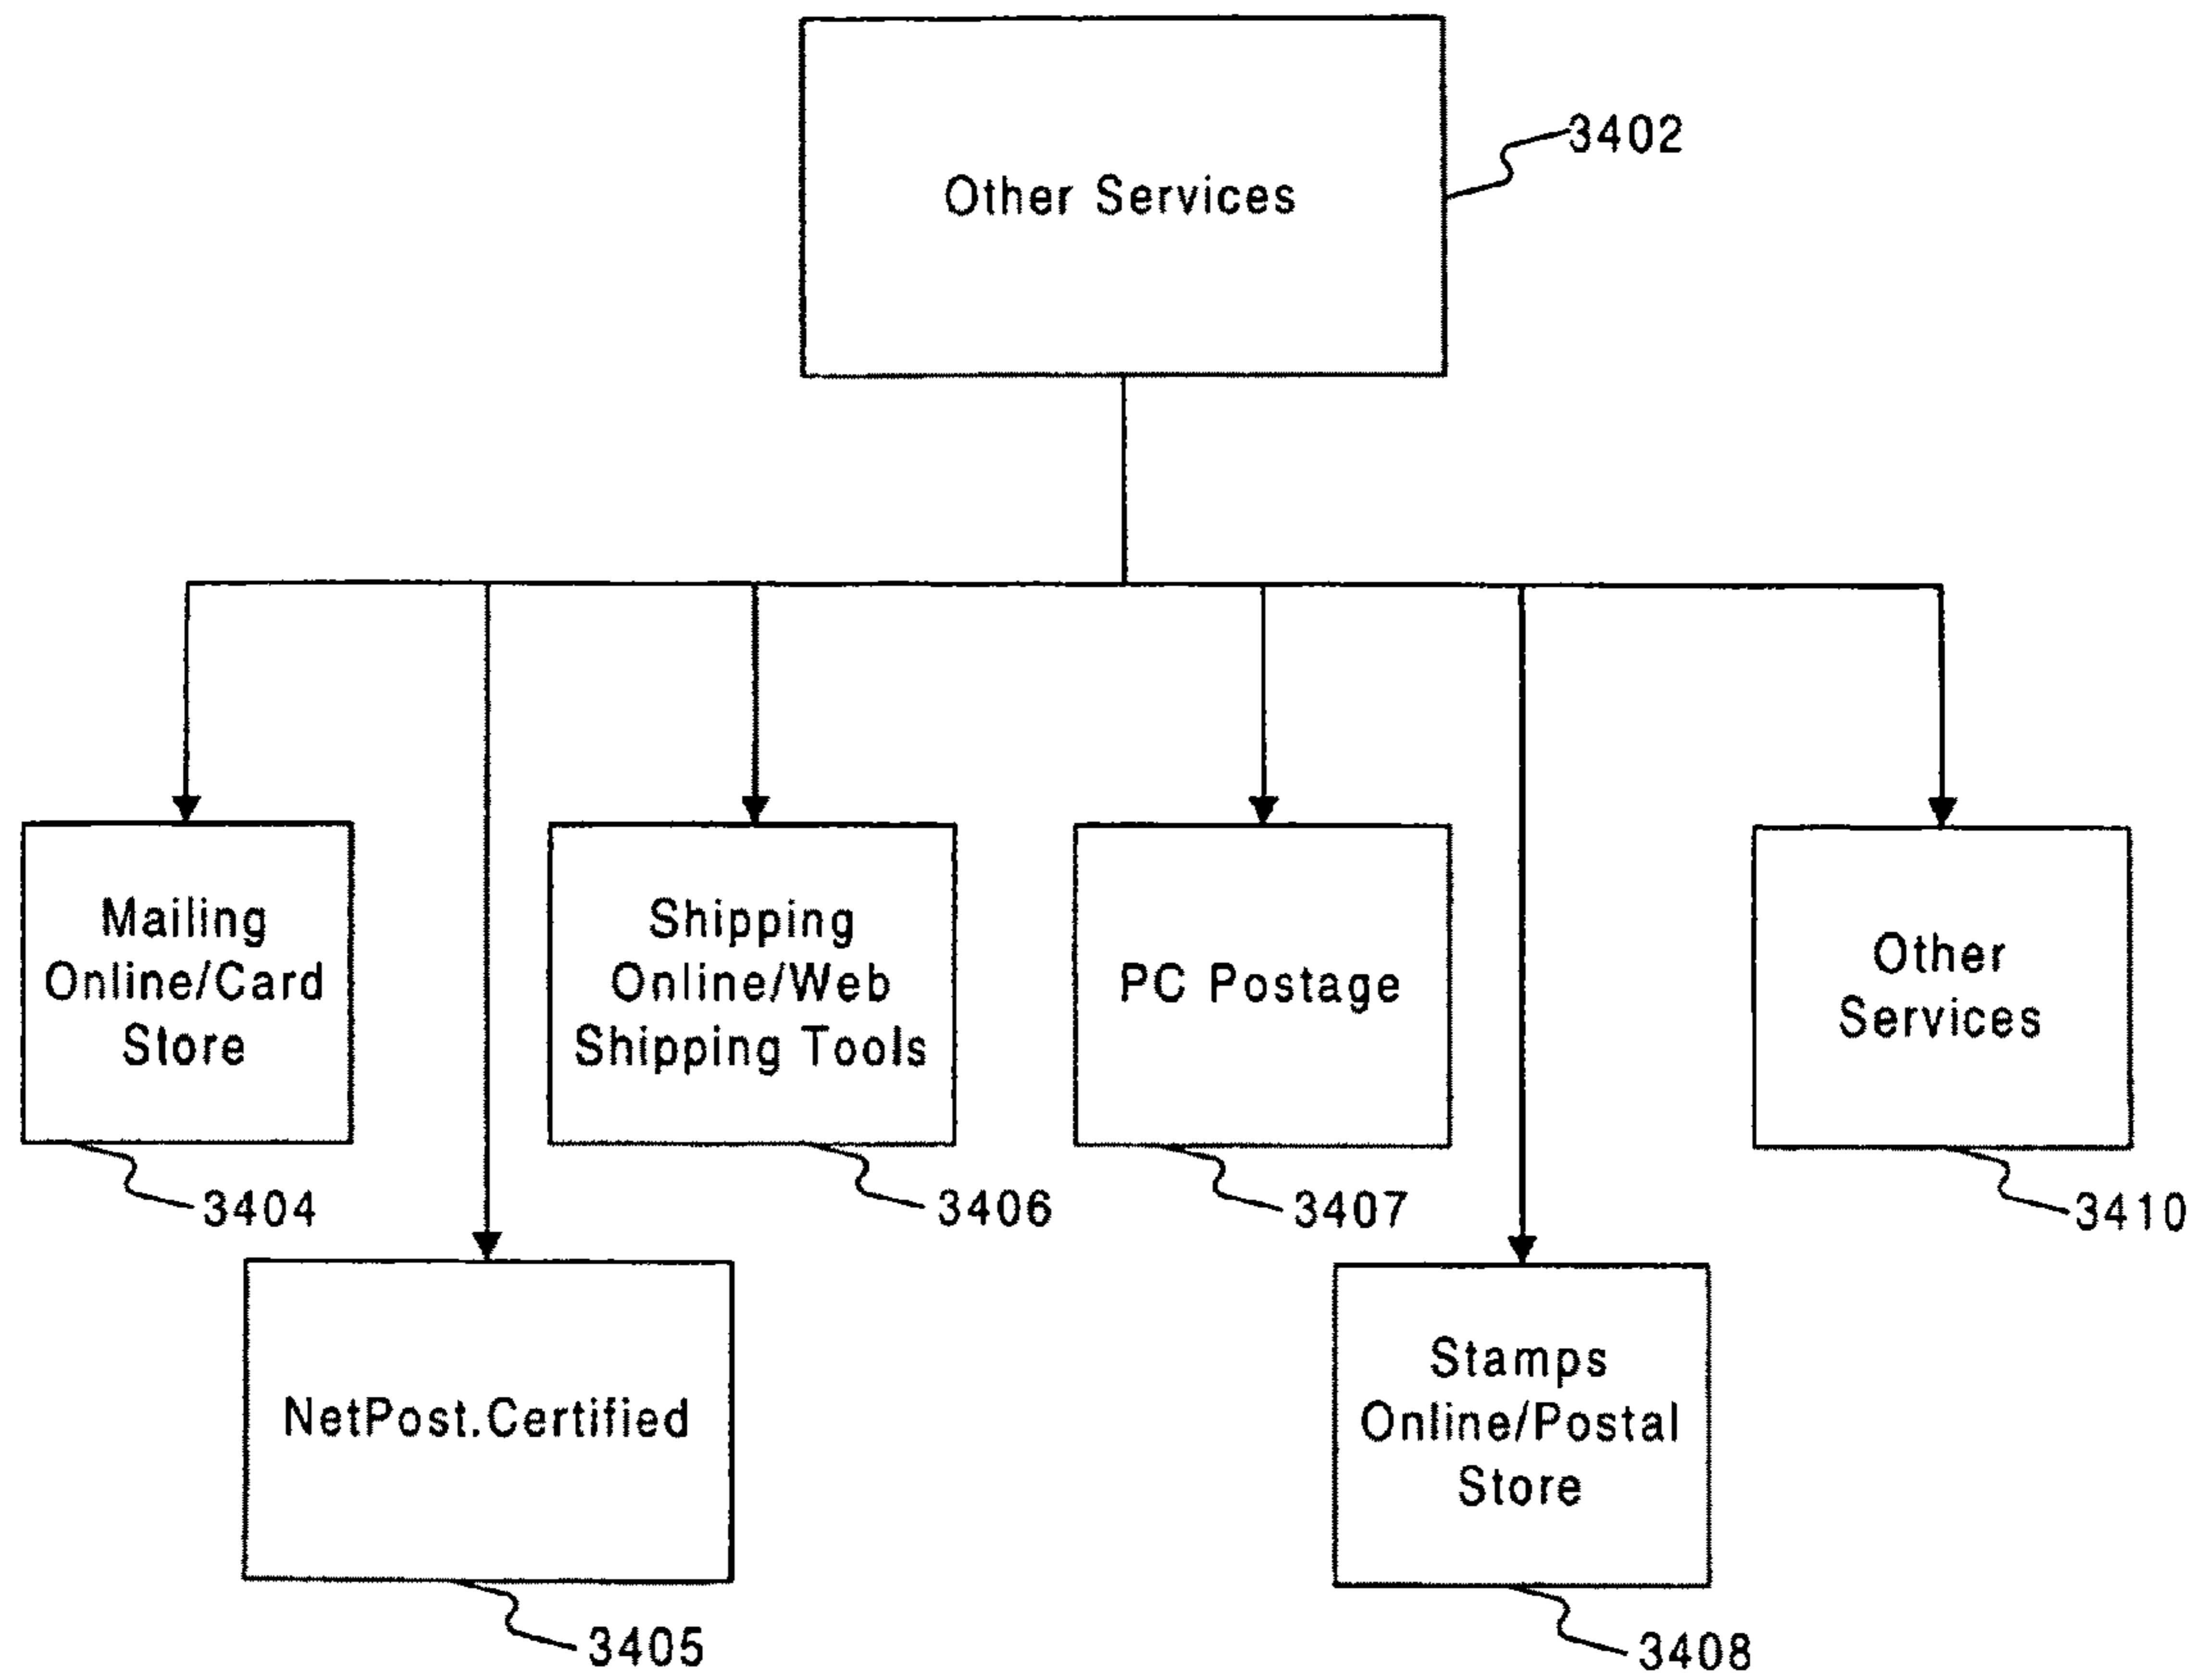 3402
Other Services
Mailing
Online/Card
Store
3404
Shipping
Online/Web
Shipping Tools
3406
PC Postage
3407
Other
Services
3410
NetPost.Certified
3405
Stamps
Online/Postal
Store
3408